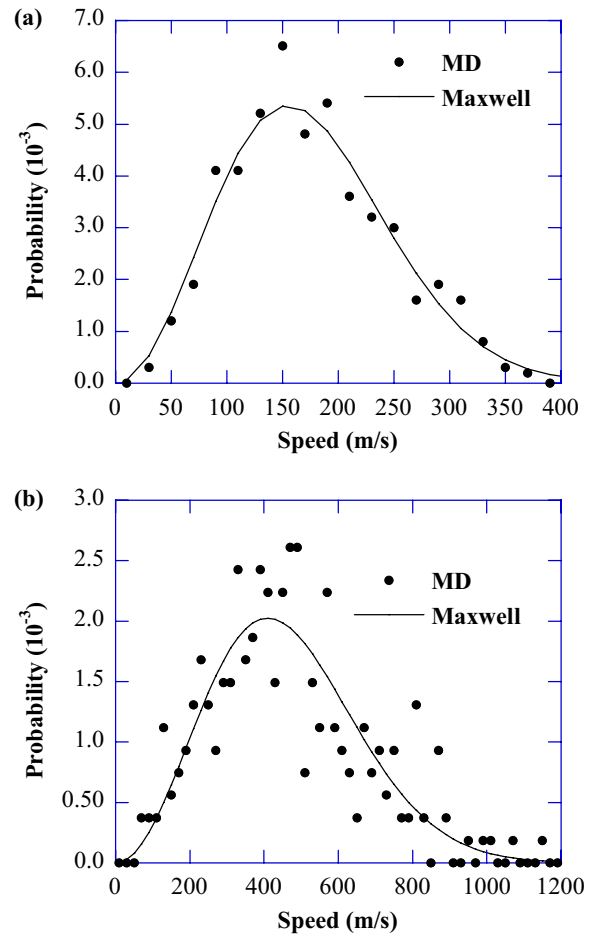 (a)
7.0
6.0
5.0
4.0
3.0
2.0
1.0
0.0
Probability (10⁻³)
MD
Maxwell
0 50 100 150 200 250 300 350 400
Speed (m/s)
(b)
3.0
2.5
2.0
1.5
1.0
0.50
0.0
Probability (10⁻³)
MD
Maxwell
0 200 400 600 800 1000 1200
Speed (m/s)